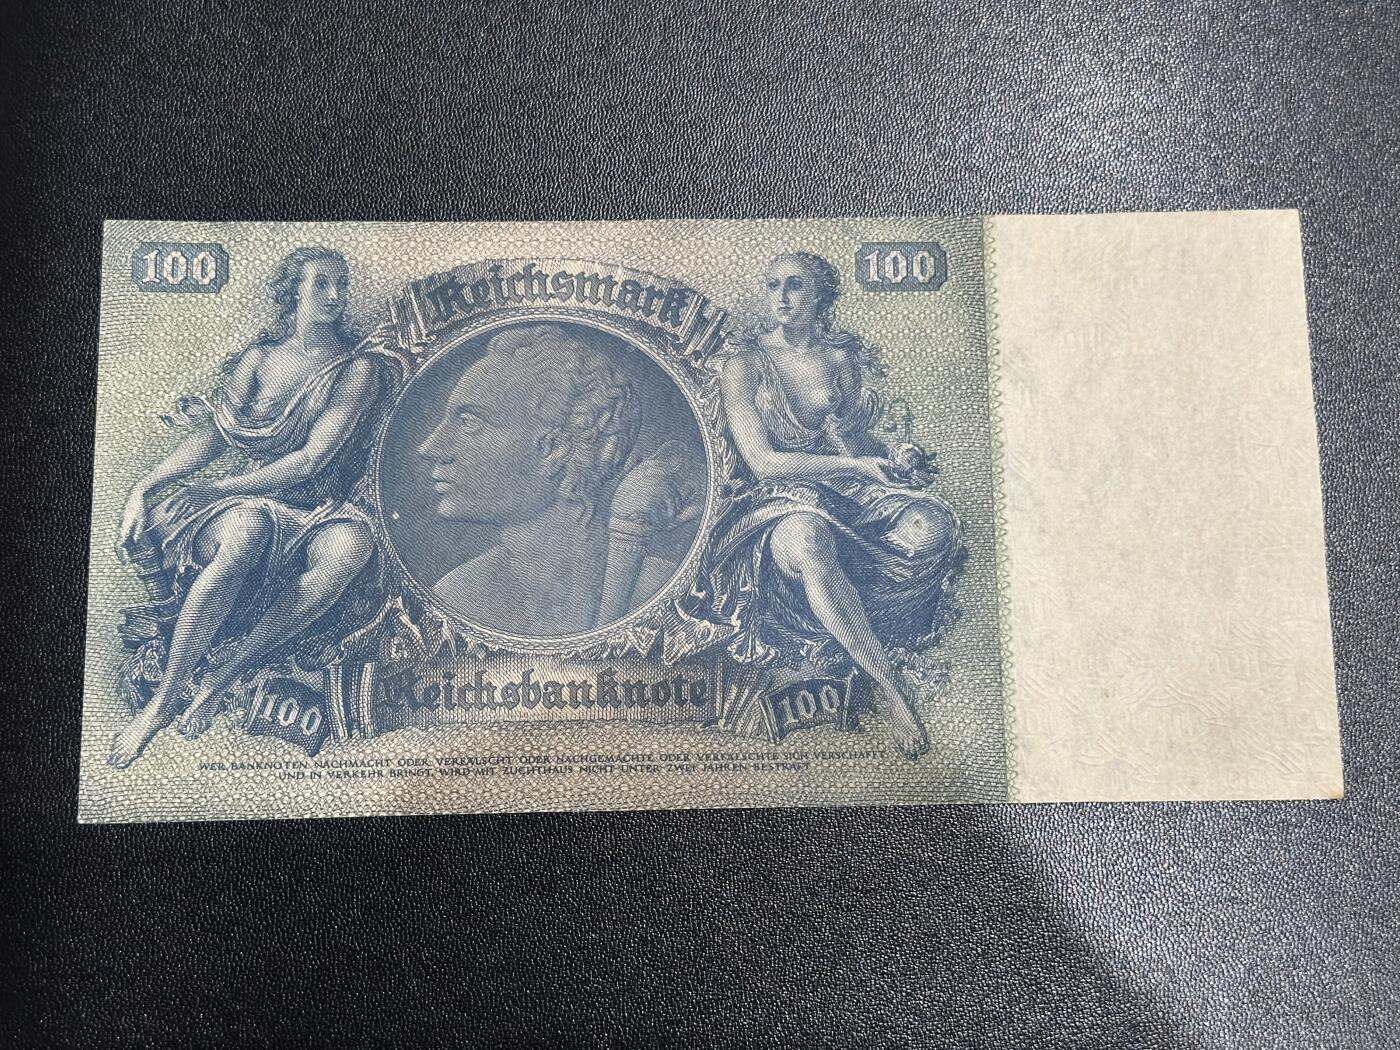 100
100
Reichsmark
Reichsbanknote
100
100
WER BANKNOTEN NACHMACHT ODER VERFÄLSCHT ODER NACHGEMACHTE ODER VERFÄLSCHTE SICH VERSCHAFFT
UND IN VERKEHR BRINGT, WIRD MIT ZUCHTHAUS NICHT UNTER ZWEI JAHREN BESTRAFT